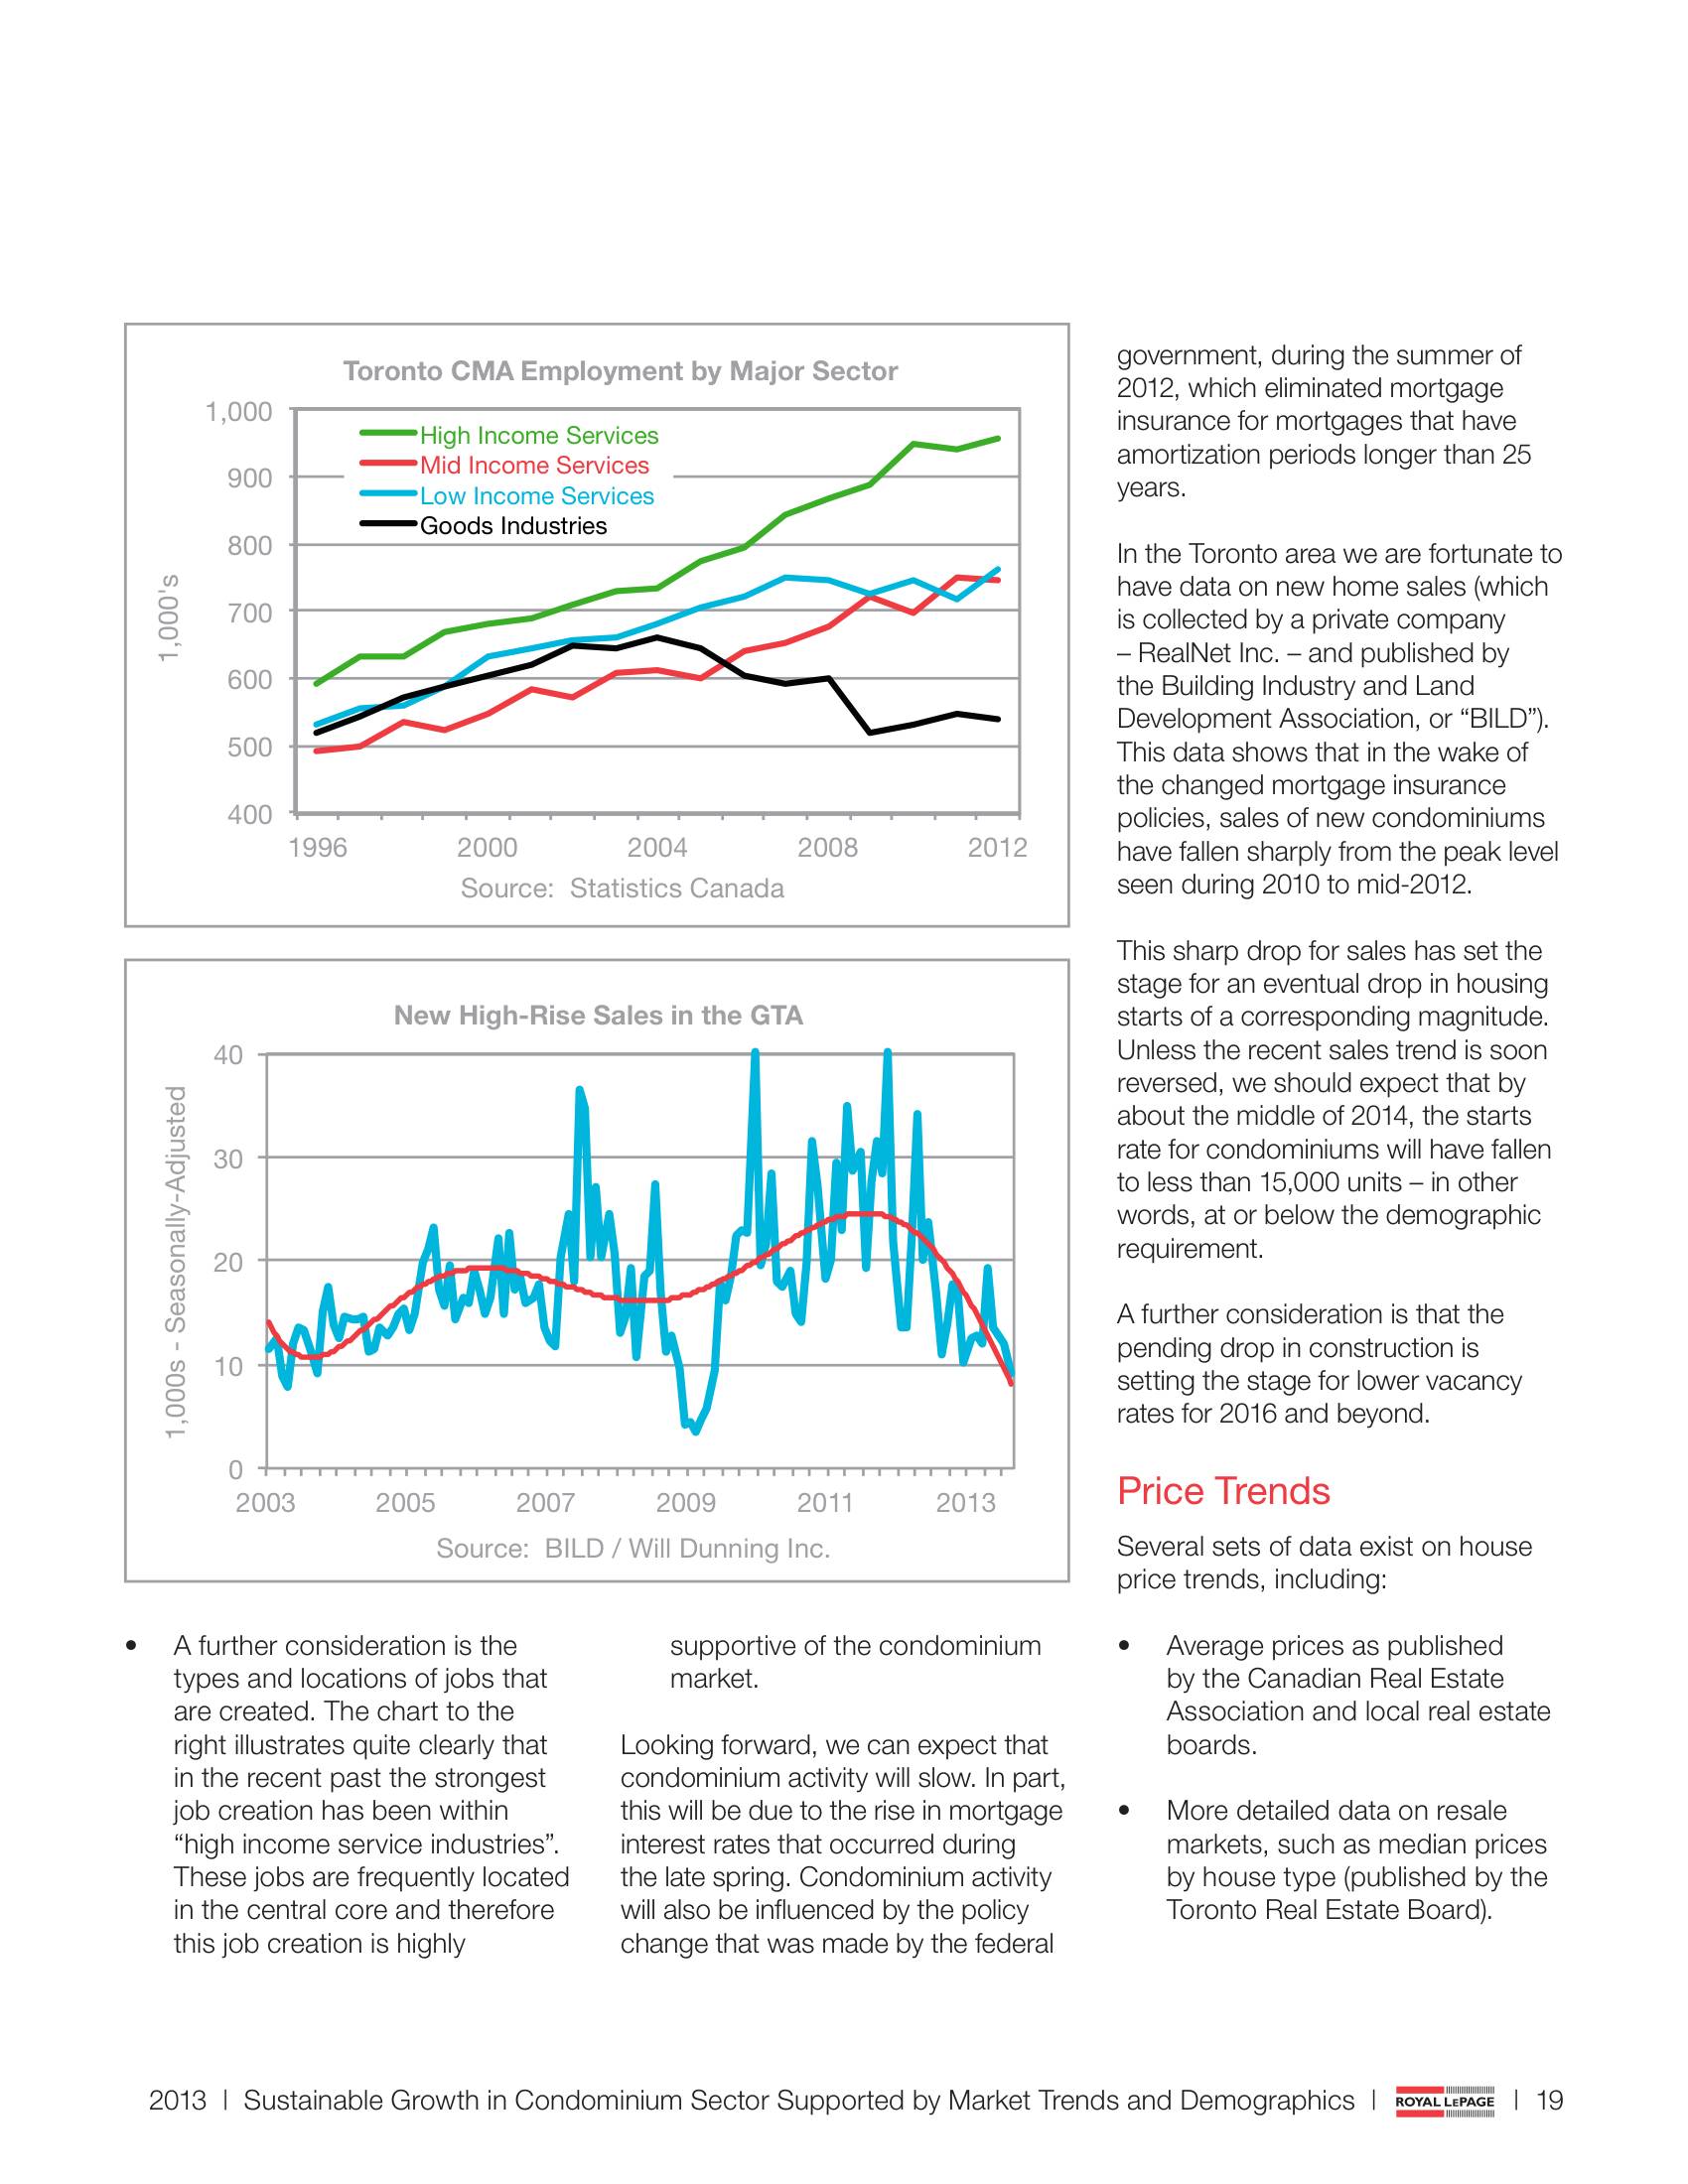 Toronto CMA Employment by Major Sector
1,000
900
800
700
600
500
400
1,000's
High Income Services
Mid Income Services
Low Income Services
Goods Industries
1996 2000 2004 2008 2012
Source: Statistics Canada
New High-Rise Sales in the GTA
40
30
20
10
0
1,000s - Seasonally-Adjusted
2003 2005 2007 2009 2011 2013
Source: BILD / Will Dunning Inc.
• A further consideration is the
types and locations of jobs that
are created. The chart to the
right illustrates quite clearly that
in the recent past the strongest
job creation has been within
“high income service industries”.
These jobs are frequently located
in the central core and therefore
this job creation is highly
supportive of the condominium
market.
Looking forward, we can expect that
condominium activity will slow. In part,
this will be due to the rise in mortgage
interest rates that occurred during
the late spring. Condominium activity
will also be influenced by the policy
change that was made by the federal
government, during the summer of
2012, which eliminated mortgage
insurance for mortgages that have
amortization periods longer than 25
years.
In the Toronto area we are fortunate to
have data on new home sales (which
is collected by a private company
– RealNet Inc. – and published by
the Building Industry and Land
Development Association, or “BILD”).
This data shows that in the wake of
the changed mortgage insurance
policies, sales of new condominiums
have fallen sharply from the peak level
seen during 2010 to mid-2012.
This sharp drop for sales has set the
stage for an eventual drop in housing
starts of a corresponding magnitude.
Unless the recent sales trend is soon
reversed, we should expect that by
about the middle of 2014, the starts
rate for condominiums will have fallen
to less than 15,000 units – in other
words, at or below the demographic
requirement.
A further consideration is that the
pending drop in construction is
setting the stage for lower vacancy
rates for 2016 and beyond.
Price Trends
Several sets of data exist on house
price trends, including:
• Average prices as published
by the Canadian Real Estate
Association and local real estate
boards.
• More detailed data on resale
markets, such as median prices
by house type (published by the
Toronto Real Estate Board).
2013 | Sustainable Growth in Condominium Sector Supported by Market Trends and Demographics | ROYAL LEPAGE | 19